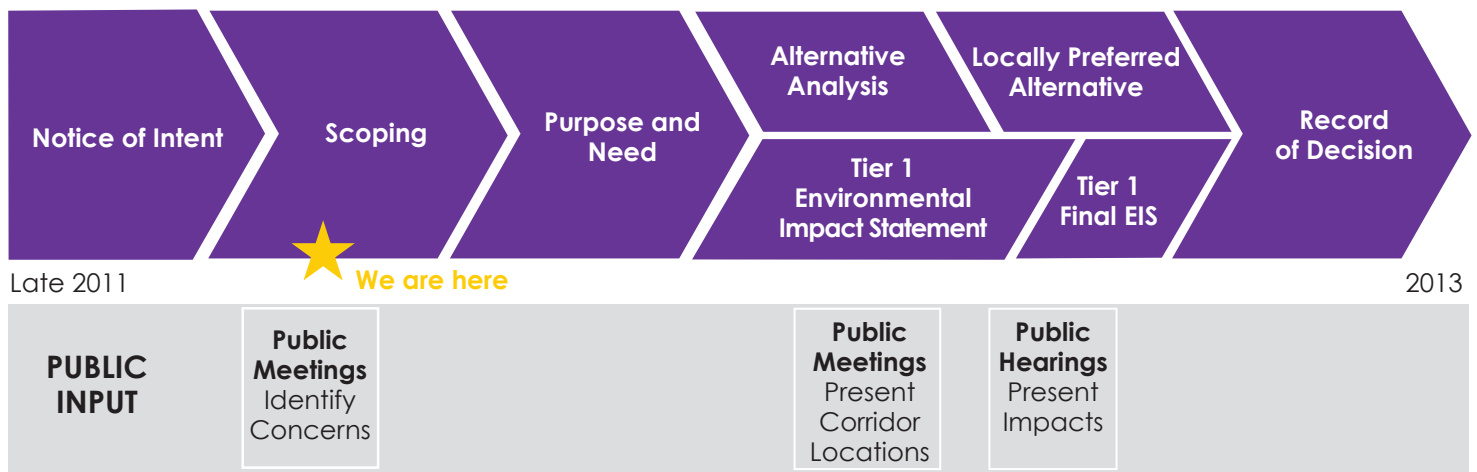 Notice of Intent
Scoping
Purpose and
Need
Alternative
Analysis
Locally Preferred
Alternative
Tier 1
Environmental
Impact Statement
Tier 1
Final EIS
Record
of Decision
We are here
Late 2011
2013
PUBLIC
INPUT
Public
Meetings
Identify
Concerns
Public
Meetings
Present
Corridor
Locations
Public
Hearings
Present
Impacts